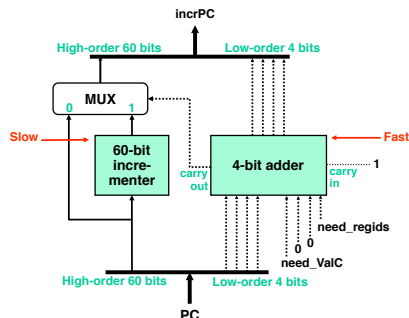 incrPC
High-order 60 bits
Low-order 4 bits
MUX
0
1
Slow
Fast
60-bit
incre-
menter
4-bit adder
carry
out
carry
in
1
need_regids
0
0
need_ValC
High-order 60 bits
Low-order 4 bits
PC